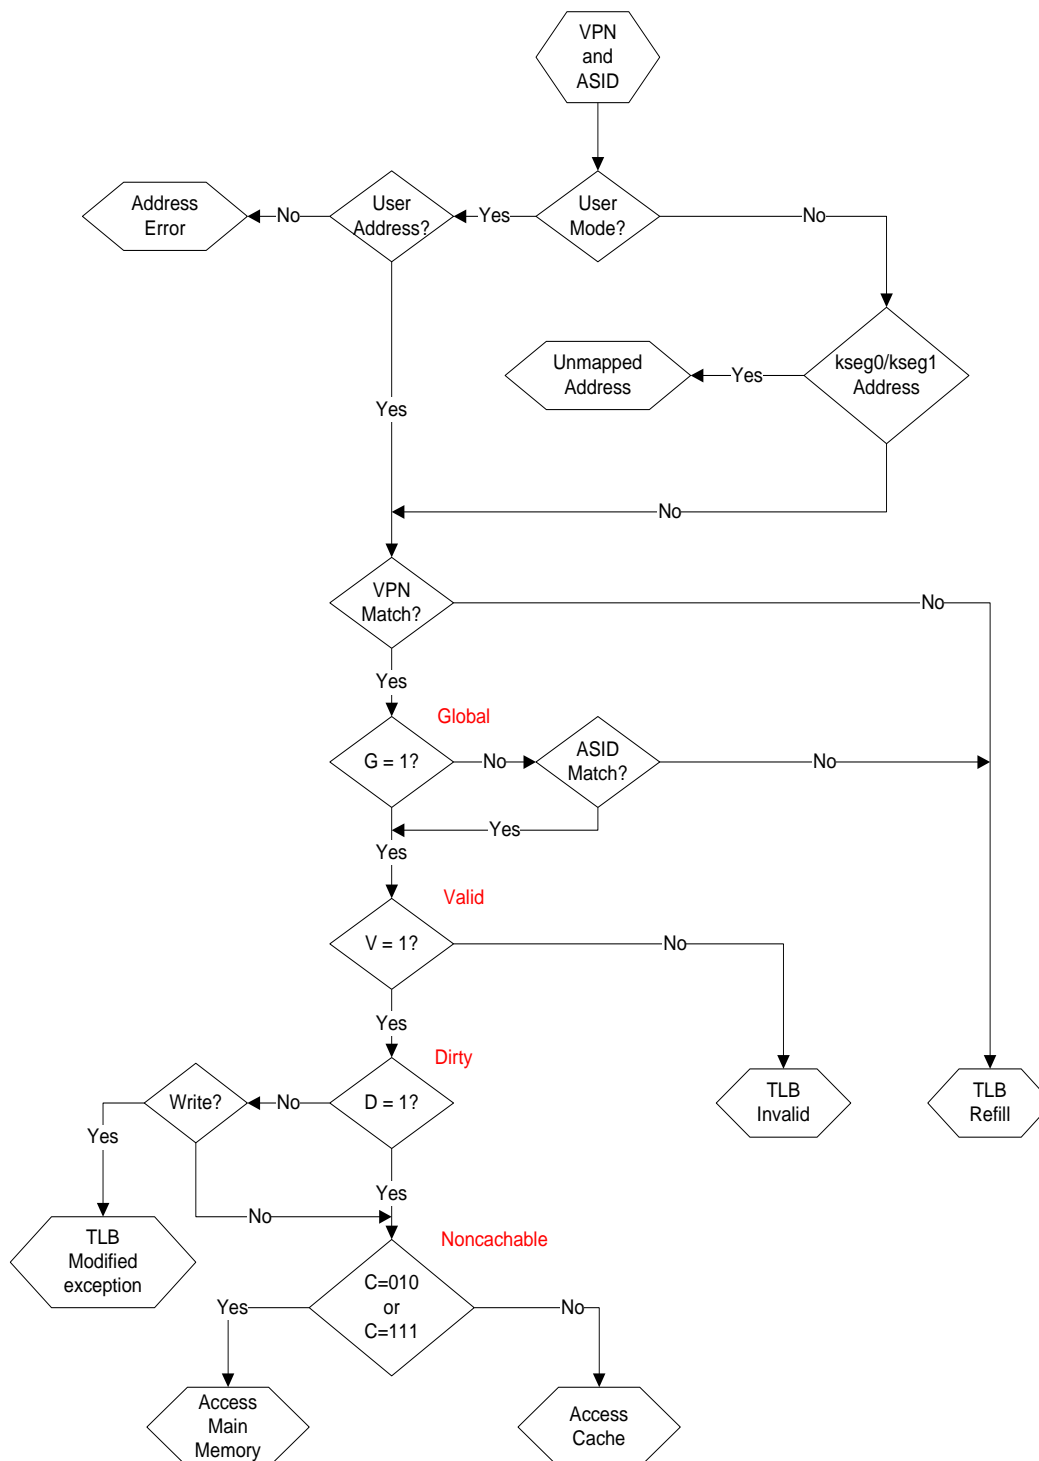 VPN
and
ASID
Address
Error
No
User
Address?
Yes
User
Mode?
No
Unmapped
Address
Yes
kseg0/kseg1
Address
Yes
No
VPN
Match?
No
Yes
Global
G = 1?
No
ASID
Match?
No
Yes
Yes
Valid
V = 1?
No
Yes
Dirty
Write?
No
D = 1?
TLB
Invalid
TLB
Refill
Yes
Yes
No
TLB
Modified
exception
Noncachable
C=010
or
C=111
Yes
No
Access
Main
Memory
Access
Cache